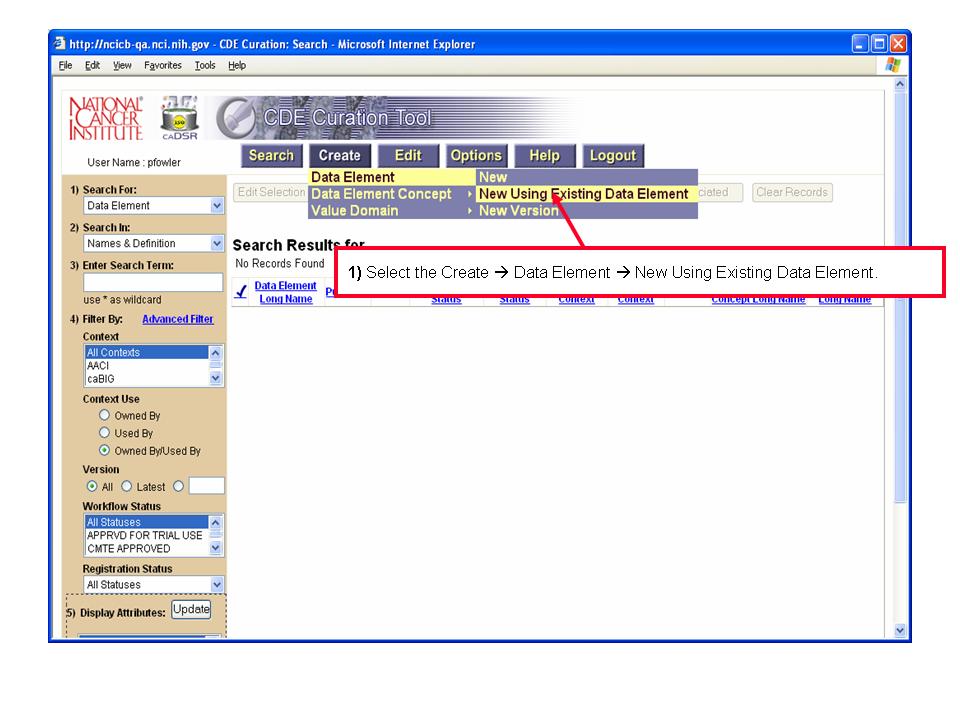 http://ncicb-qa.nci.nih.gov - CDE Curation: Search - Microsoft Internet Explorer
File Edit View Favorites Tools Help
NATIONAL CANCER INSTITUTE
caDSR
CDE Curation Tool
User Name : pfowler
Search Create Edit Options Help Logout
Data Element New
Data Element Concept New Using Existing Data Element
Value Domain New Version
Edit Selection
Clear Records
1) Search For:
Data Element
2) Search In:
Names & Definition
3) Enter Search Term:
use * as wildcard
4) Filter By: Advanced Filter
Context
All Contexts
AACI
caBIG
Context Use
Owned By
Used By
Owned By/Used By
Version
All Latest
Workflow Status
All Statuses
APPRVD FOR TRIAL USE
CMTE APPROVED
Registration Status
All Statuses
5) Display Attributes: Update
Search Results for
No Records Found
1) Select the Create → Data Element → New Using Existing Data Element.
Data Element
Long Name Status Status Context Context Concept Long Name Long Name